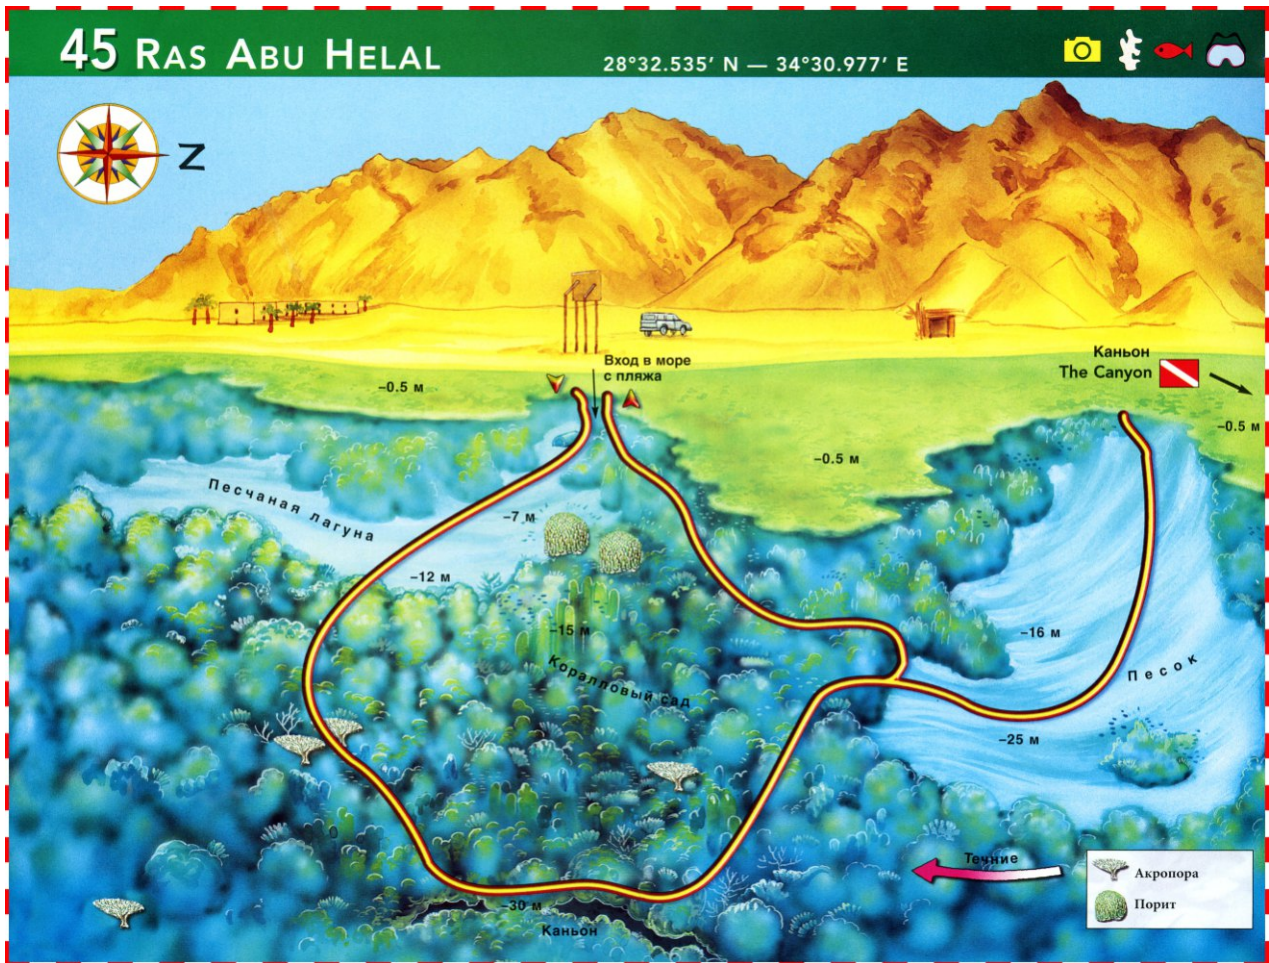 45 RAS ABU HELAL
28°32.535′ N — 34°30.977′ E
N
Вход в море
с пляжа
Каньон
The Canyon
–0.5 м
–0.5 м
–0.5 м
Песчаная лагуна
–7 м
–12 м
–15 м
–16 м
Коралловый сад
Песок
–25 м
Течние
Акропора
Порит
–30 м
Каньон